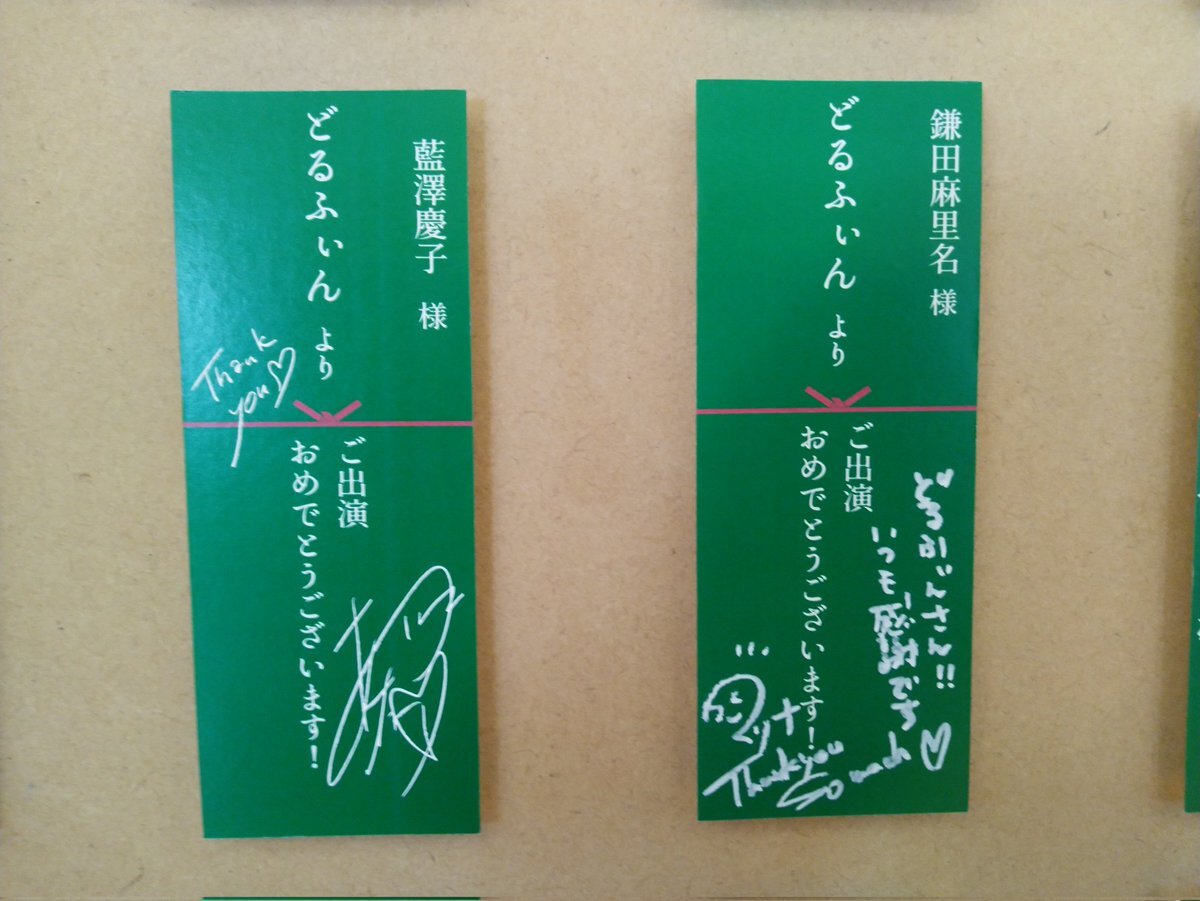 藍澤慶子 様
どるふぃん より
ご出演
おめでとうございます!
Thank
you♡
鎌田麻里名 様
どるふぃん より
ご出演
おめでとうございます!
どるふぃんさん!!
いつも感謝です♡
Thank you
So much